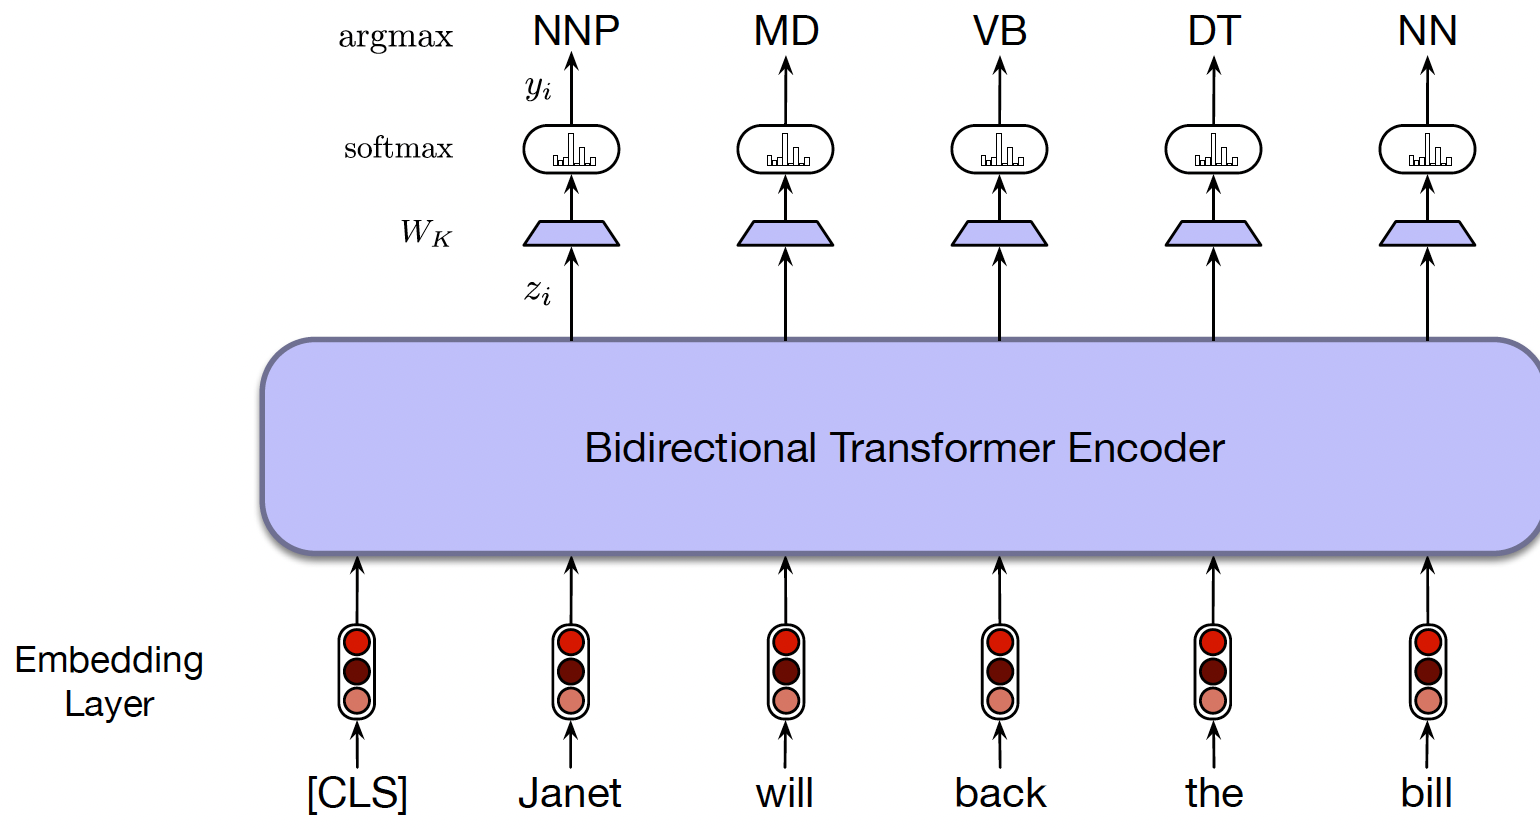 argmax NNP MD VB DT NN
yᵢ
softmax
W_K
zᵢ
Bidirectional Transformer Encoder
Embedding
Layer
[CLS] Janet will back the bill